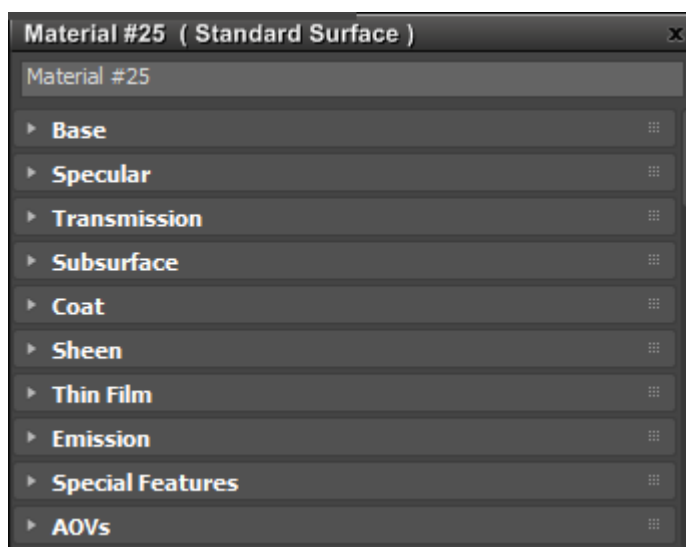 Material #25 ( Standard Surface )
Material #25
Base
Specular
Transmission
Subsurface
Coat
Sheen
Thin Film
Emission
Special Features
AOVs